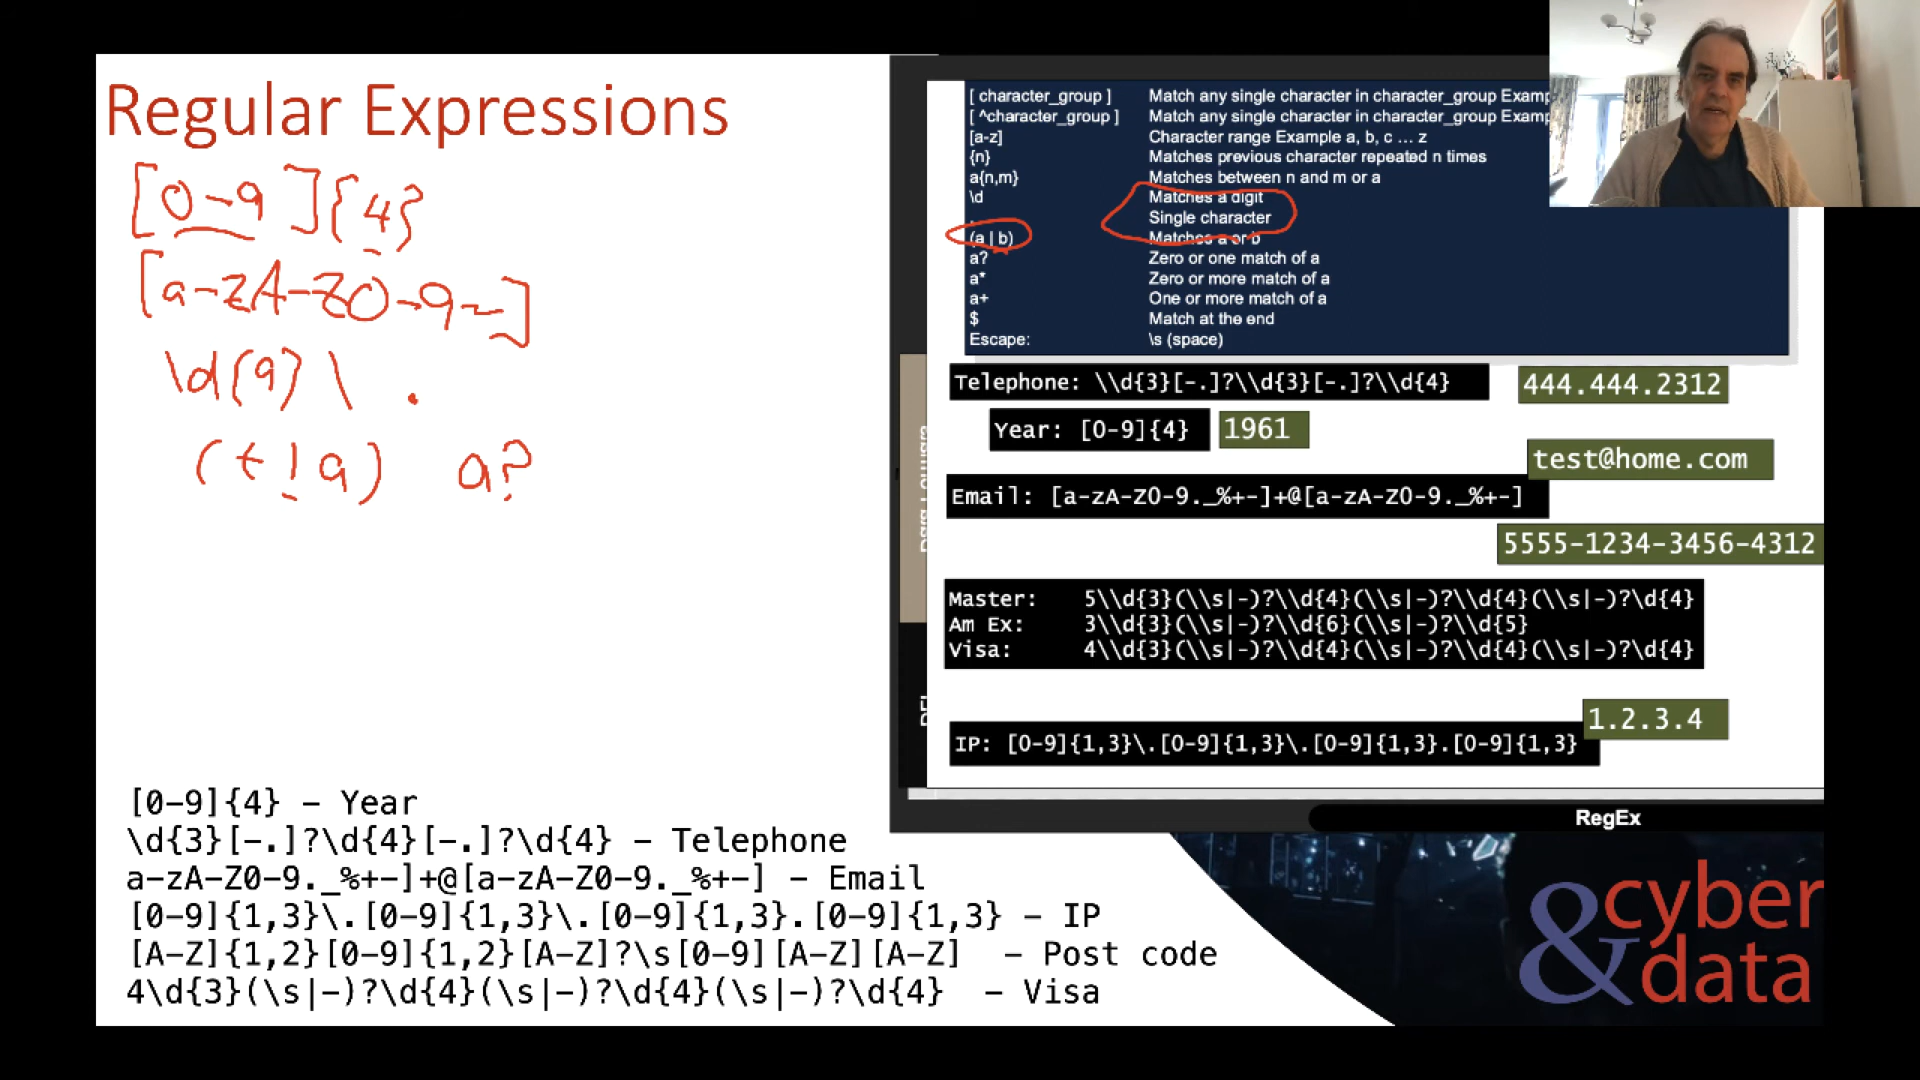 Regular Expressions
[0-9]{4}
[a-zA-Z0-9-]
\d(9) \ .
(t|a) a?
[ character_group ] Match any single character in character_group Examp
[ ^character_group ] Match any single character in character_group Examp
[a-z] Character range Example a, b, c ... z
{n} Matches previous character repeated n times
a{n,m} Matches between n and m or a
\d Matches a digit
. Single character
(a | b) Matches a or b
a? Zero or one match of a
a* Zero or more match of a
a+ One or more match of a
$ Match at the end
Escape: \s (space)
Telephone: \\d{3}[-.]?\\d{3}[-.]?\\d{4}
444.444.2312
Year: [0-9]{4}
1961
test@home.com
Email: [a-zA-Z0-9._%+-]+@[a-zA-Z0-9._%+-]
5555-1234-3456-4312
Master: 5\\d{3}(\\s|-)?\\d{4}(\\s|-)?\\d{4}(\\s|-)?\d{4}
Am Ex: 3\\d{3}(\\s|-)?\\d{6}(\\s|-)?\\d{5}
Visa: 4\\d{3}(\\s|-)?\\d{4}(\\s|-)?\\d{4}(\\s|-)?\d{4}
1.2.3.4
IP: [0-9]{1,3}\.[0-9]{1,3}\.[0-9]{1,3}.[0-9]{1,3}
RegEx
[0-9]{4} – Year
\d{3}[-.]?\d{4}[-.]?\d{4} – Telephone
a-zA-Z0-9._%+-]+@[a-zA-Z0-9._%+-] – Email
[0-9]{1,3}\.[0-9]{1,3}\.[0-9]{1,3}.[0-9]{1,3} – IP
[A-Z]{1,2}[0-9]{1,2}[A-Z]?\s[0-9][A-Z][A-Z] – Post code
4\d{3}(\s|-)?\d{4}(\s|-)?\d{4}(\s|-)?\d{4} – Visa
cyber
&data